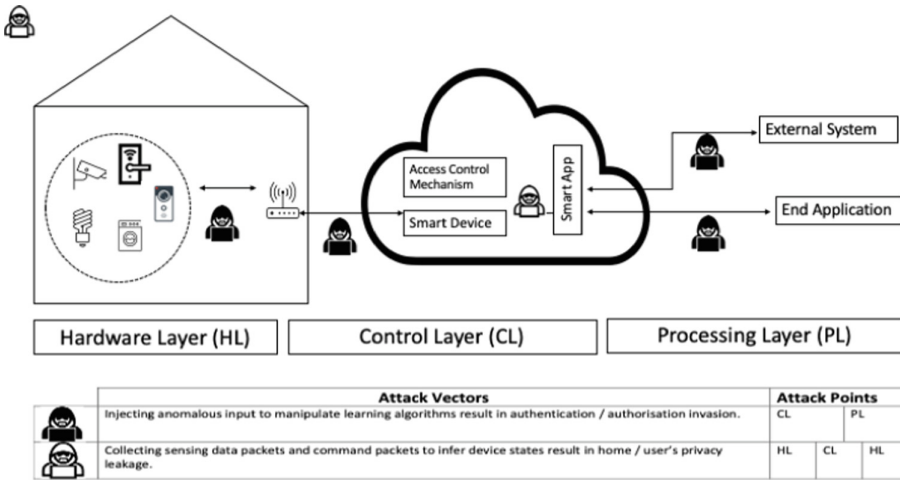 External System
Access Control
Mechanism
Smart App
Smart Device
End Application
Hardware Layer (HL)
Control Layer (CL)
Processing Layer (PL)
Attack Vectors
Attack Points
Injecting anomalous input to manipulate learning algorithms result in authentication / authorisation invasion.
CL
PL
Collecting sensing data packets and command packets to infer device states result in home / user's privacy
leakage.
HL
CL
HL